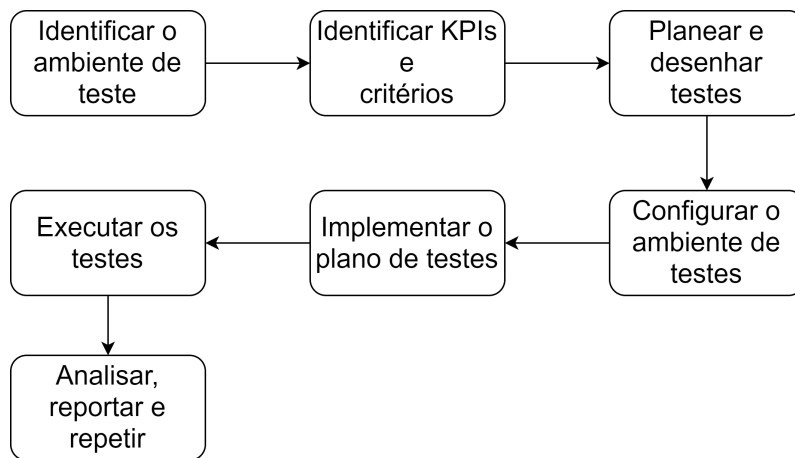 Identificar o
ambiente de
teste
Identificar KPIs
e
critérios
Planear e
desenhar
testes
Configurar o
ambiente de
testes
Implementar o
plano de testes
Executar os
testes
Analisar,
reportar e
repetir